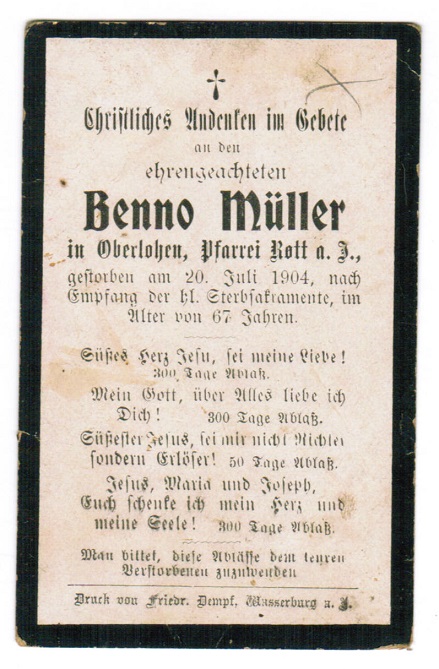 Christliches Andenken im Gebete
an den
ehrengeachteten
Benno Müller
in Oberlohen, Pfarrei Rott a. I.,
gestorben am 20. Juli 1904, nach
Empfang der hl. Sterbsakramente, im
Alter von 67 Jahren.
Süßes Herz Jesu, sei meine Liebe!
300 Tage Ablaß.
Mein Gott, über Alles liebe ich
Dich! 300 Tage Ablaß.
Süßester Jesus, sei mir nicht Richter
sondern Erlöser! 50 Tage Ablaß.
Jesus, Maria und Joseph,
Euch schenke ich mein Herz und
meine Seele! 300 Tage Ablaß.
Man bittet, diese Ablässe dem teuren
Verstorbenen zuzuwenden
Druck von Friedr. Dempf, Wasserburg a. I.